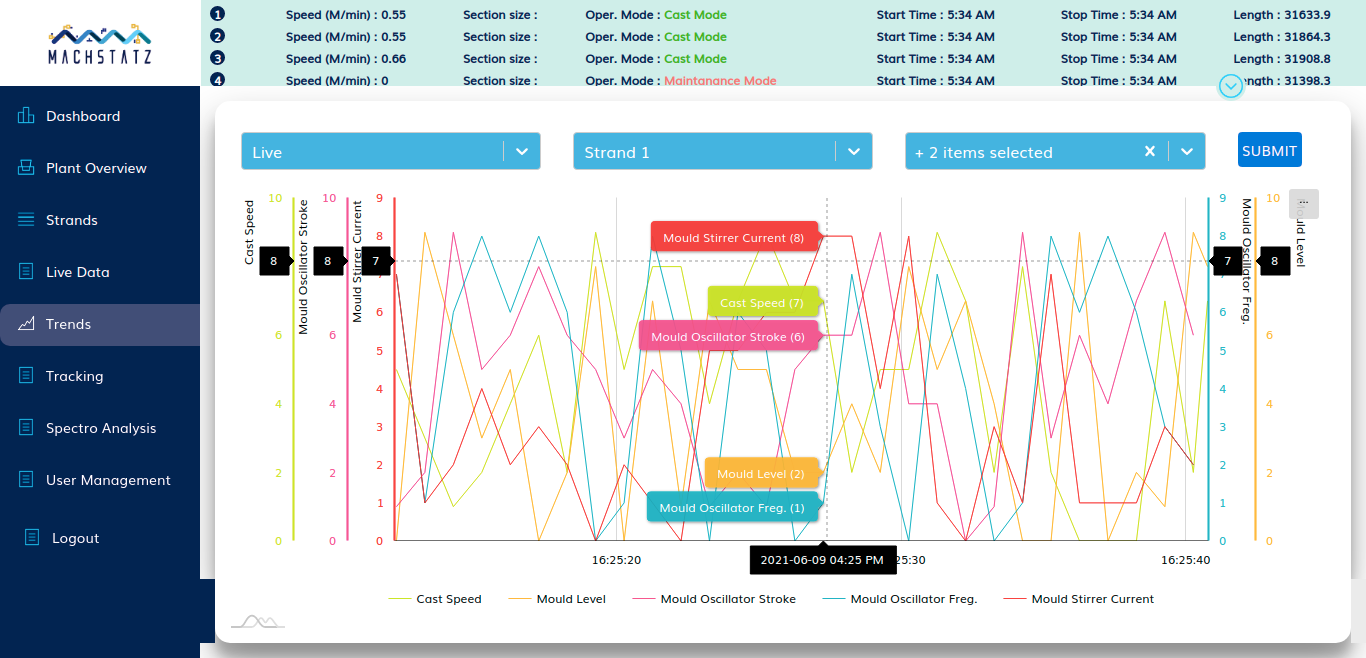 MACHSTATZ
1 Speed (M/min) : 0.55 Section size : Oper. Mode : Cast Mode Start Time : 5:34 AM Stop Time : 5:34 AM Length : 31633.9
2 Speed (M/min) : 0.55 Section size : Oper. Mode : Cast Mode Start Time : 5:34 AM Stop Time : 5:34 AM Length : 31864.3
3 Speed (M/min) : 0.66 Section size : Oper. Mode : Cast Mode Start Time : 5:34 AM Stop Time : 5:34 AM Length : 31908.8
4 Speed (M/min) : 0 Section size : Oper. Mode : Maintanance Mode Start Time : 5:34 AM Stop Time : 5:34 AM Length : 31398.3
Dashboard
Plant Overview
Strands
Live Data
Trends
Tracking
Spectro Analysis
User Management
Logout
Live
Strand 1
+ 2 items selected
SUBMIT
Cast Speed
10
8
6
4
2
0
Mould Oscillator Stroke
10
8
6
4
2
0
Mould Stirrer Current
9
8
7
6
5
4
3
2
1
0
Mould Stirrer Current (8)
Cast Speed (7)
Mould Oscillator Stroke (6)
Mould Level (2)
Mould Oscillator Freq. (1)
9
8
7
6
5
4
3
2
1
0
Mould Oscillator Freq.
10
8
6
4
2
0
Level
16:25:20
2021-06-09 04:25 PM
5:30
16:25:40
Cast Speed
Mould Level
Mould Oscillator Stroke
Mould Oscillator Freq.
Mould Stirrer Current